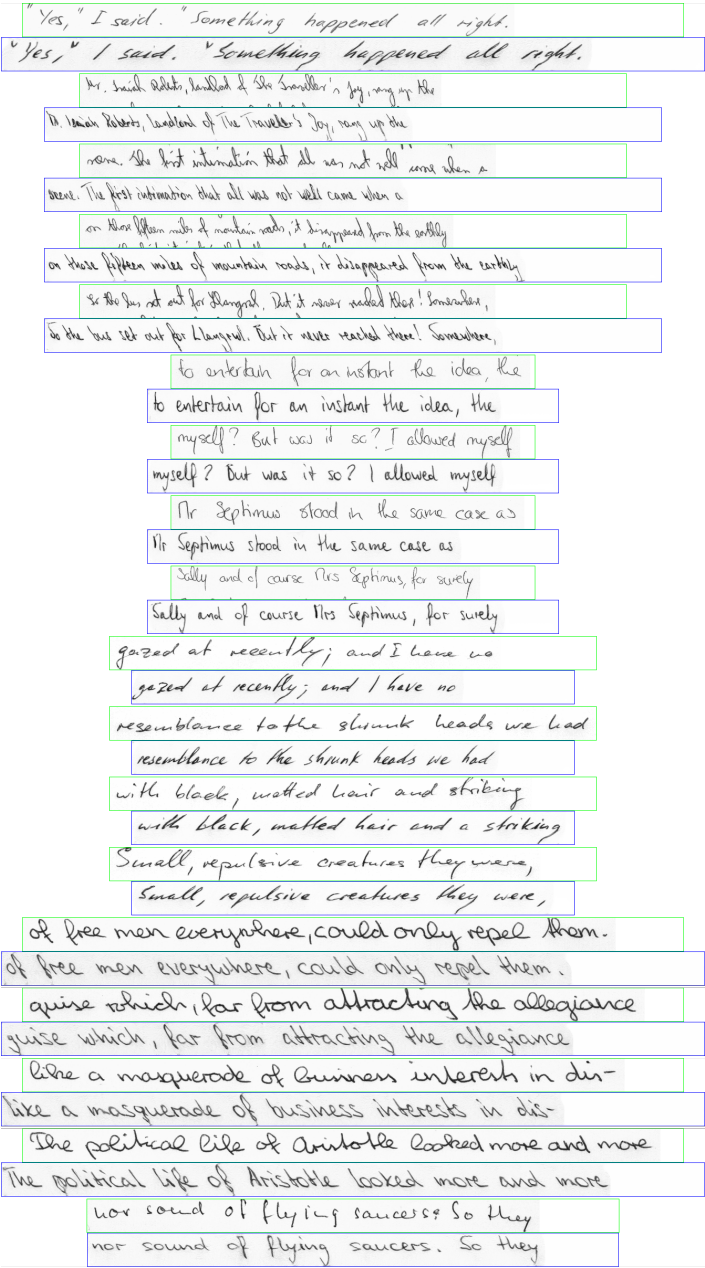 "Yes," I said. "Something happened all right.
"Yes," I said. "Something happened all right.
Mr. Isaiah Roberts, landlord of The Traveller's Joy, rang up the
M. Isaiah Roberts, Landlord of The Traveler's Joy, rang up the
scene. The first intimation that all was not well came when a
scene. The first intimation that all was not well came when a
on those fifteen miles of mountain roads, it disappeared from the earthly
on those fifteen miles of mountain roads, it disappeared from the earthly
So the bus set out for Llangrwl. But it never reached there! Somewhere,
So the bus set out for Llangrwl. But it never reached there! Somewhere,
to entertain for an instant the idea, the
to entertain for an instant the idea, the
myself? But was it so? I allowed myself
myself? But was it so? I allowed myself
Mr Septimus stood in the same case as
Mr Septimus stood in the same case as
Sally and of course Mrs Septimus, for surely
Sally and of course Mrs Septimus, for surely
gazed at recently; and I have no
gazed at recently; and I have no
resemblance to the shrunk heads we had
resemblance to the shrunk heads we had
with black, matted hair and striking
with black, matted hair and a striking
Small, repulsive creatures they were,
Small, repulsive creatures they were,
of free men everywhere, could only repel them.
of free men everywhere, could only repel them.
guise which, far from attracting the allegiance
guise which, far from attracting the allegiance
like a masquerade of business interests in dis-
like a masquerade of business interests in dis-
The political life of Aristotle looked more and more
The political life of Aristotle looked more and more
nor sound of flying saucers. So they
nor sound of flying saucers. So they